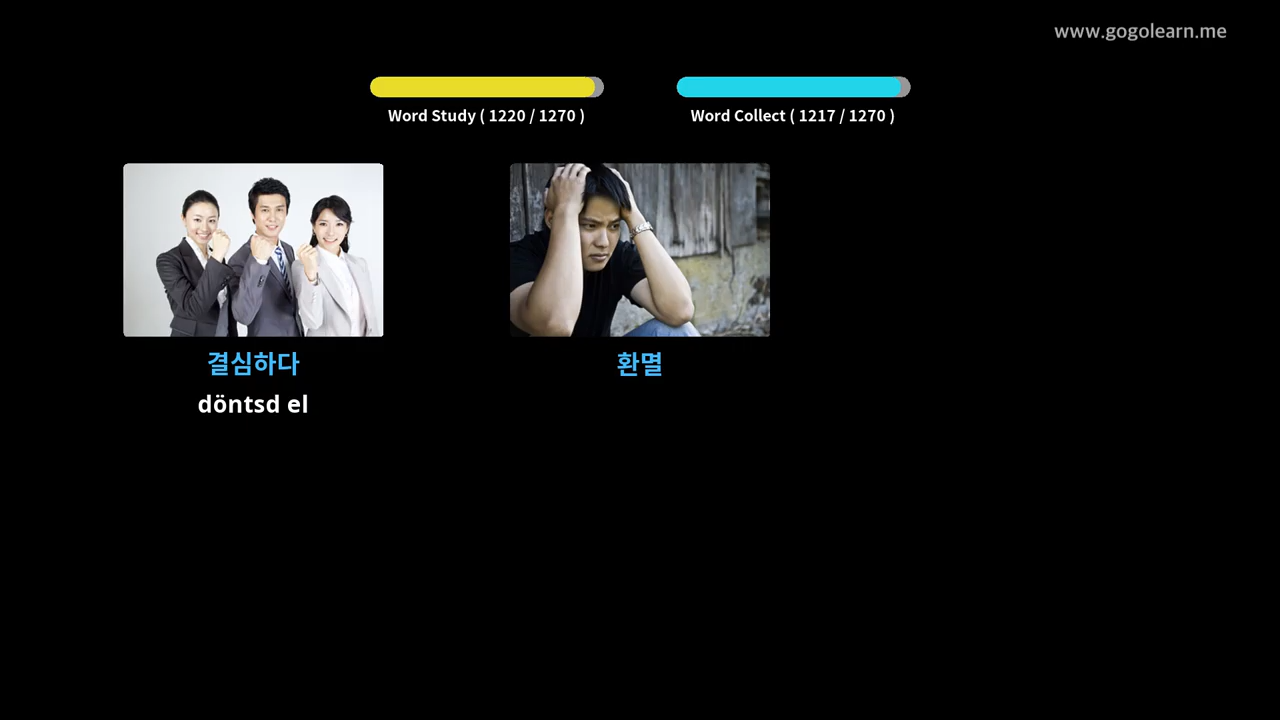 www.gogolearn.me
Word Study ( 1220 / 1270 )
Word Collect ( 1217 / 1270 )
결심하다
döntsd el
환멸